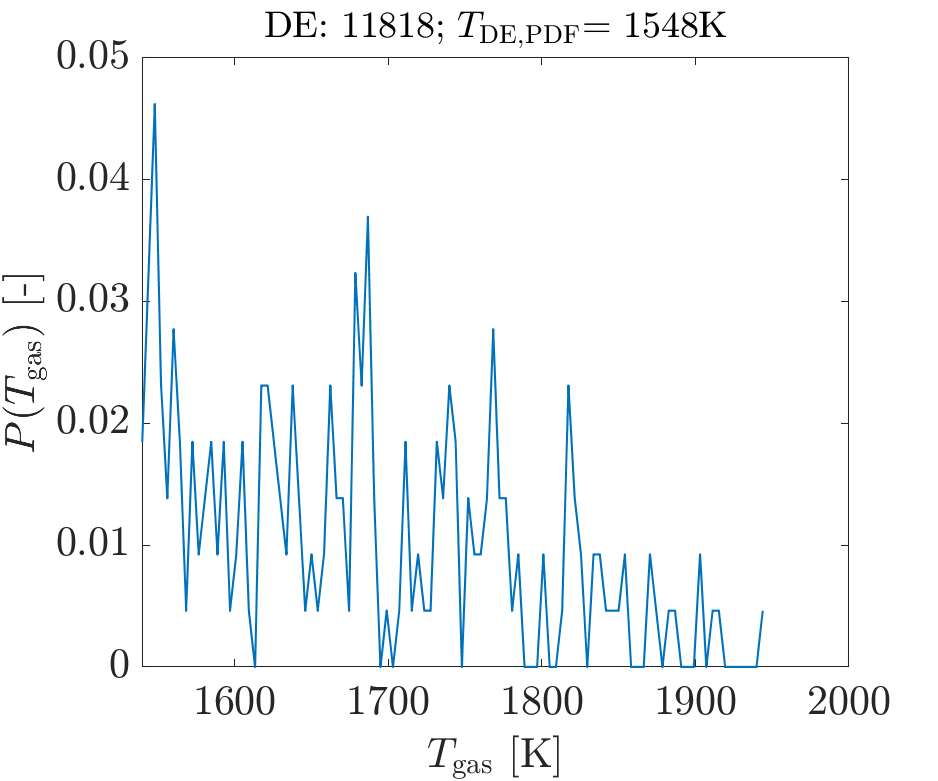 DE: 11818; T_DE,PDF= 1548K
0.05
0.04
0.03
0.02
0.01
0
P(T_gas) [-]
1600 1700 1800 1900 2000
T_gas [K]